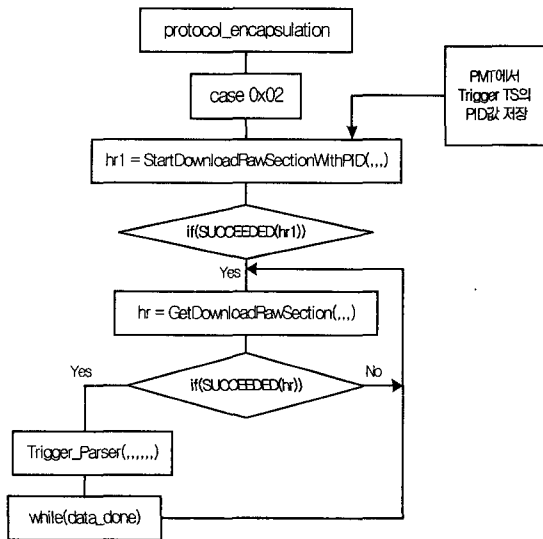 protocol_encapsulation
case 0x02
PMT에서
Trigger TS의
PID값 저장
hr1 = StartDownloadRawSectionWithPID(,,,)
if(SUCCEEDED(hr1))
Yes
hr = GetDownloadRawSection(,,,)
Yes
if(SUCCEEDED(hr))
No
Trigger_Parser(,,,,,,)
while(data_done)